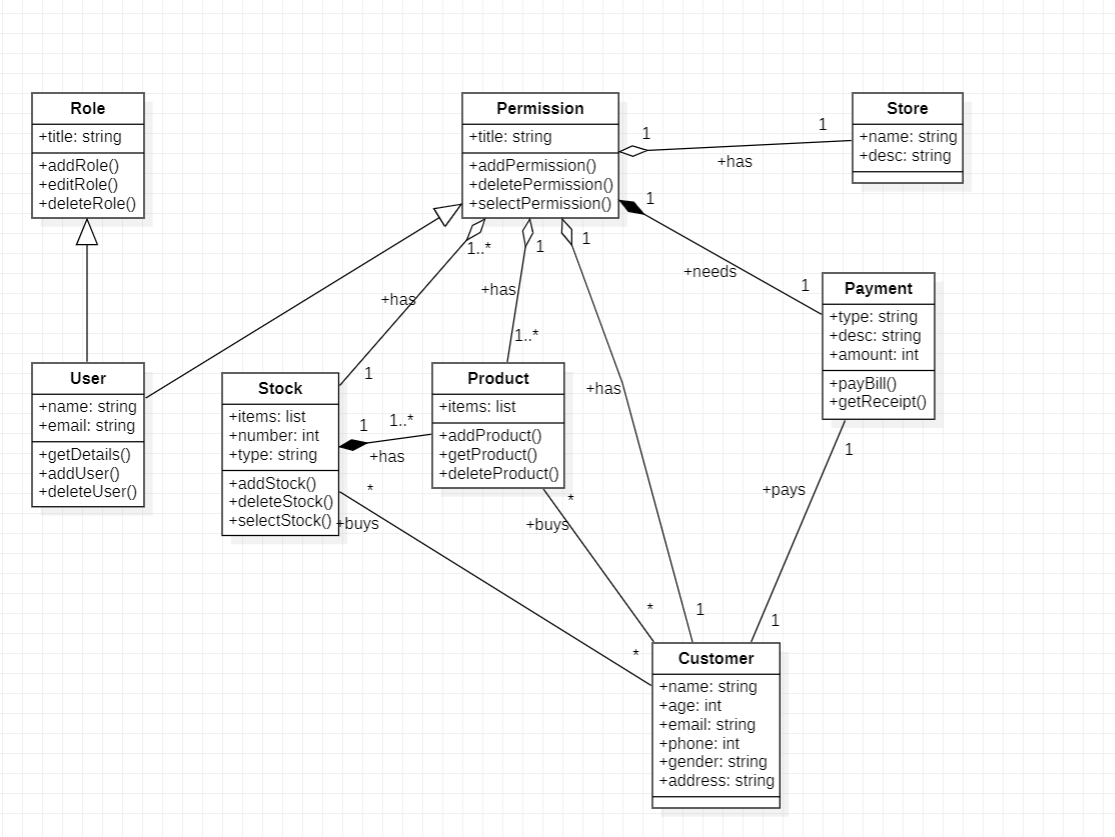 Role
+title: string
+addRole()
+editRole()
+deleteRole()
Permission
+title: string
+addPermission()
+deletePermission()
+selectPermission()
Store
+name: string
+desc: string
1
1
+has
1
+needs
1
1..*
+has
1
1
+has
1..*
1
+has
1
Payment
+type: string
+desc: string
+amount: int
+payBill()
+getReceipt()
User
+name: string
+email: string
+getDetails()
+addUser()
+deleteUser()
Stock
+items: list
+number: int
+type: string
+addStock()
+deleteStock()
+selectStock()
1
1..*
+has
Product
+items: list
+addProduct()
+getProduct()
+deleteProduct()
*
+buys
*
*
+buys
*
1
+pays
1
Customer
+name: string
+age: int
+email: string
+phone: int
+gender: string
+address: string